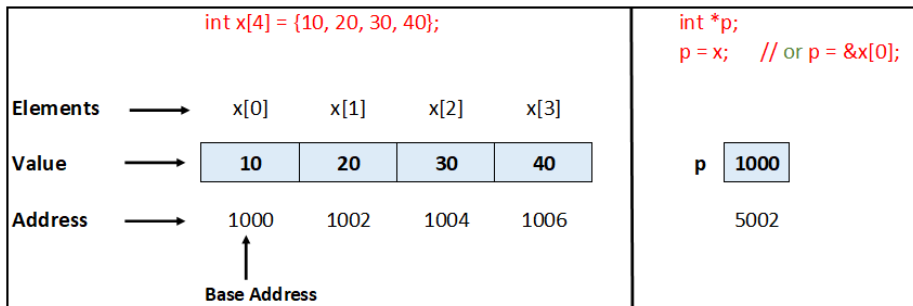 int x[4] = {10, 20, 30, 40};
Elements x[0] x[1] x[2] x[3]
Value 10 20 30 40
Address 1000 1002 1004 1006
Base Address
int *p;
p = x; // or p = &x[0];
p 1000
5002